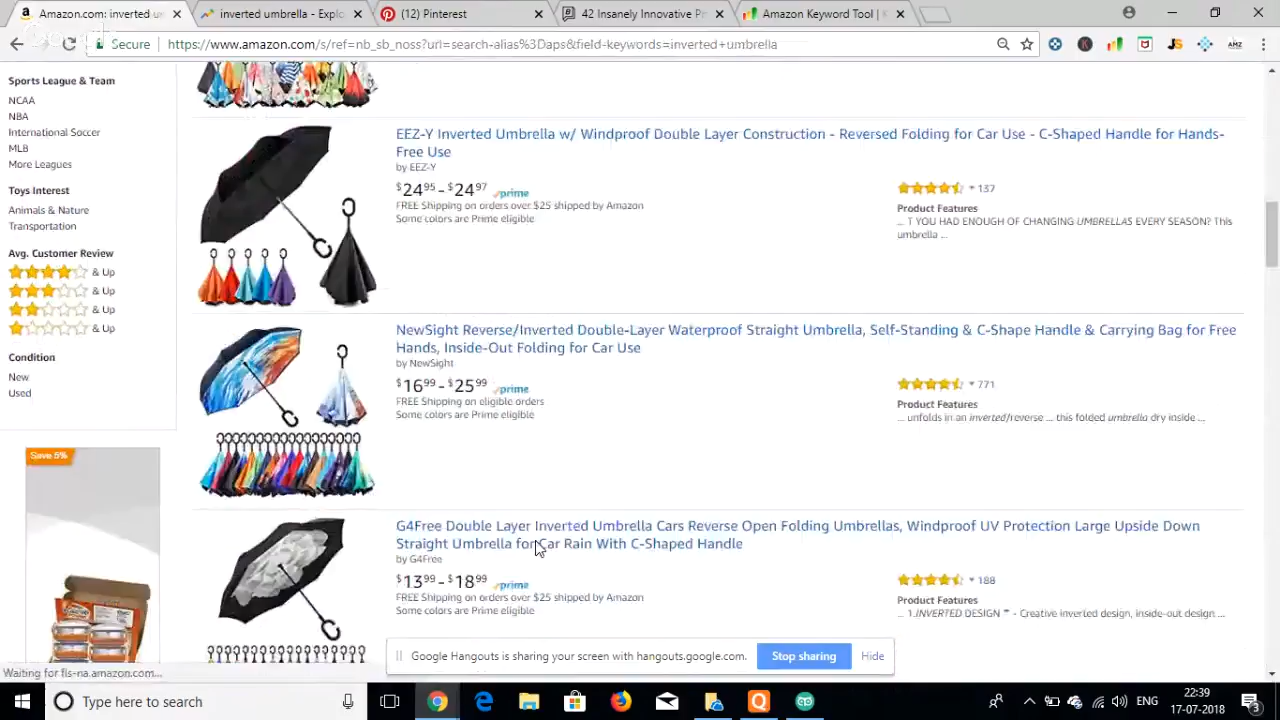 Amazon.com: inverted um
inverted umbrella - Explo
(12) Pinterest
42 Insanely Innovative Pr
Amazon Keyword Tool | K
Secure
https://www.amazon.com/s/ref=nb_sb_noss?url=search-alias%3Daps&field-keywords=inverted+umbrella
Sports League & Team
NCAA
NBA
International Soccer
MLB
More Leagues
Toys Interest
Animals & Nature
Transportation
Avg. Customer Review
& Up
& Up
& Up
& Up
Condition
New
Used
Save 5%
EEZ-Y Inverted Umbrella w/ Windproof Double Layer Construction - Reversed Folding for Car Use - C-Shaped Handle for Hands-
Free Use
by EEZ-Y
$24⁹⁵ - $24⁹⁷ prime
FREE Shipping on orders over $25 shipped by Amazon
Some colors are Prime eligible
137
Product Features
... T YOU HAD ENOUGH OF CHANGING UMBRELLAS EVERY SEASON? This
umbrella ...
NewSight Reverse/Inverted Double-Layer Waterproof Straight Umbrella, Self-Standing & C-Shape Handle & Carrying Bag for Free
Hands, Inside-Out Folding for Car Use
by NewSight
$16⁹⁹ - $25⁹⁹ prime
FREE Shipping on eligible orders
Some colors are Prime eligible
771
Product Features
... unfolds in an inverted/reverse ... this folded umbrella dry inside ...
G4Free Double Layer Inverted Umbrella Cars Reverse Open Folding Umbrellas, Windproof UV Protection Large Upside Down
Straight Umbrella for Car Rain With C-Shaped Handle
by G4Free
$13⁹⁹ - $18⁹⁹ prime
FREE Shipping on orders over $25 shipped by Amazon
Some colors are Prime eligible
188
Product Features
... 1.INVERTED DESIGN ™ - Creative inverted design, inside-out design ...
Google Hangouts is sharing your screen with hangouts.google.com.
Stop sharing
Hide
Waiting for fls-na.amazon.com...
Type here to search
ENG
22:39
17-07-2018